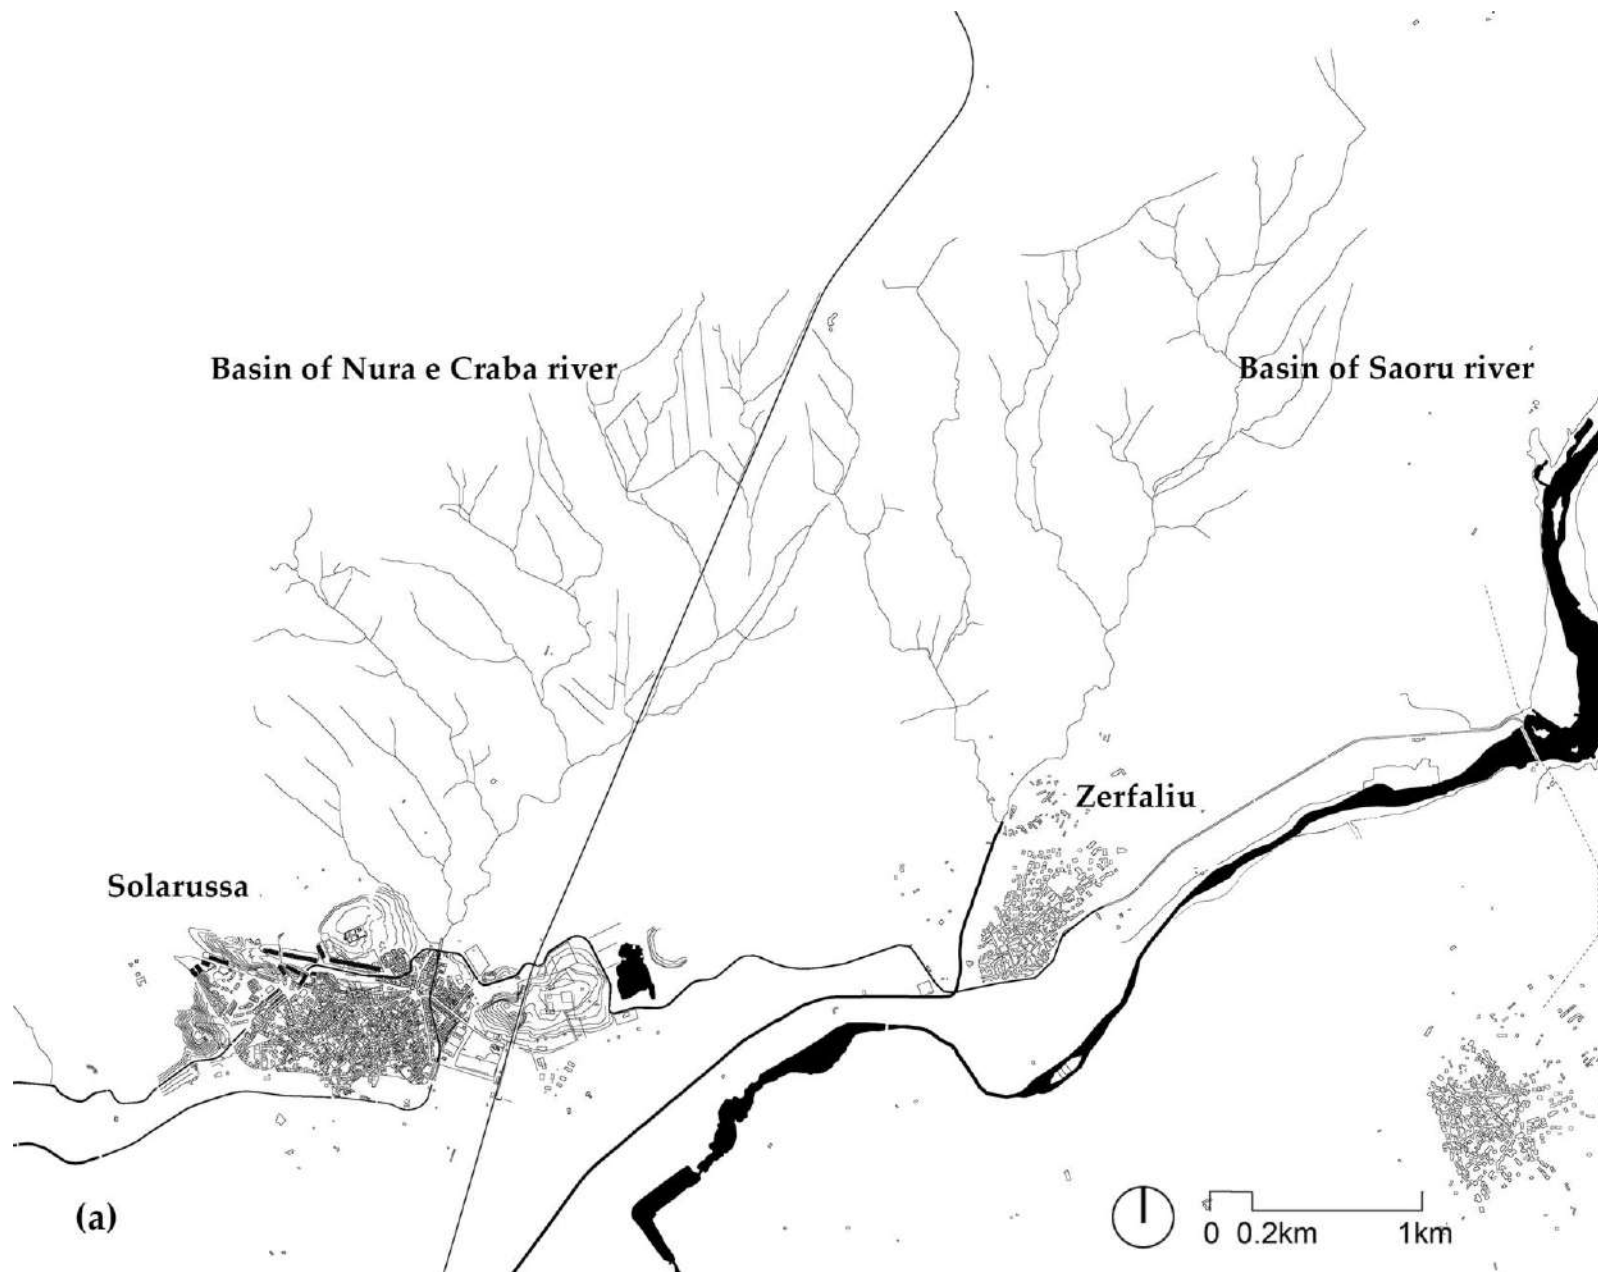 Basin of Nura e Craba river
Basin of Saoru river
Zerfaliu
Solarussa
(a)
0 0.2km 1km